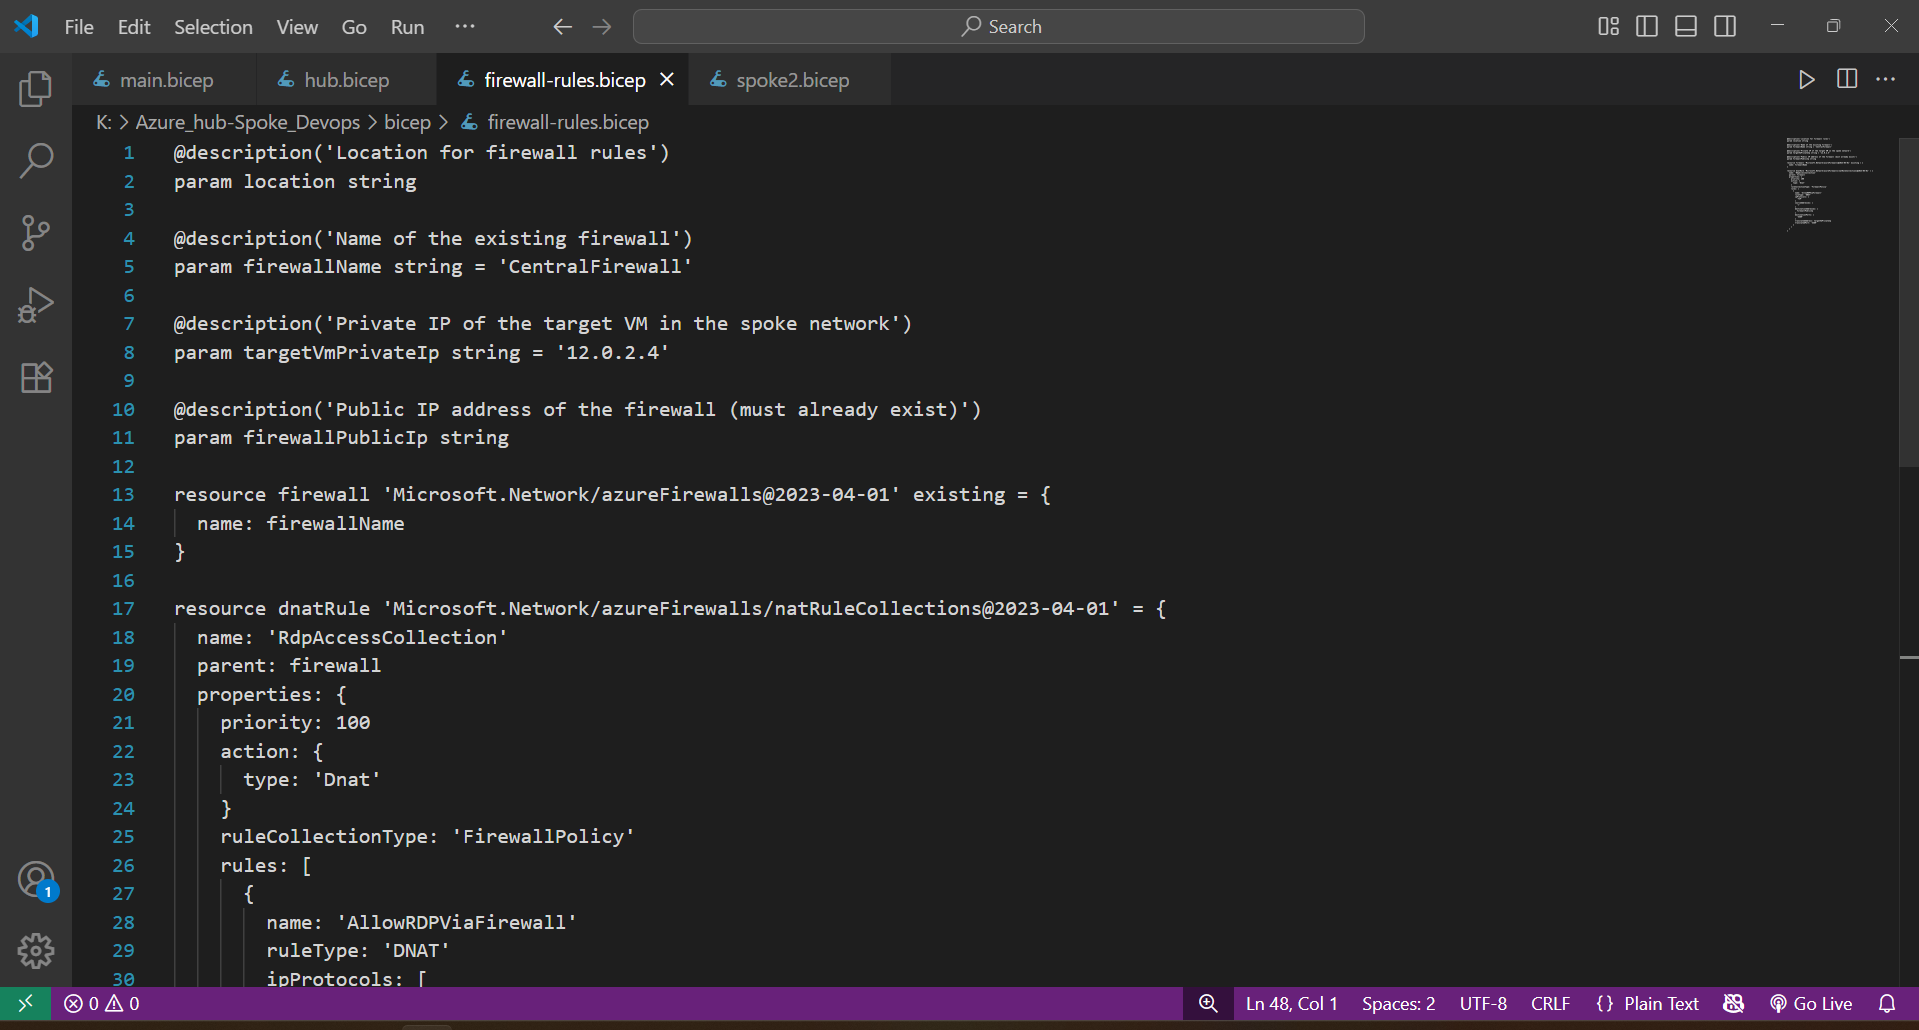 File Edit Selection View Go Run ··· Search
main.bicep hub.bicep firewall-rules.bicep spoke2.bicep
K: > Azure_hub-Spoke_Devops > bicep > firewall-rules.bicep
1 @description('Location for firewall rules')
2 param location string
3
4 @description('Name of the existing firewall')
5 param firewallName string = 'CentralFirewall'
6
7 @description('Private IP of the target VM in the spoke network')
8 param targetVmPrivateIp string = '12.0.2.4'
9
10 @description('Public IP address of the firewall (must already exist)')
11 param firewallPublicIp string
12
13 resource firewall 'Microsoft.Network/azureFirewalls@2023-04-01' existing = {
14 name: firewallName
15 }
16
17 resource dnatRule 'Microsoft.Network/azureFirewalls/natRuleCollections@2023-04-01' = {
18 name: 'RdpAccessCollection'
19 parent: firewall
20 properties: {
21 priority: 100
22 action: {
23 type: 'Dnat'
24 }
25 ruleCollectionType: 'FirewallPolicy'
26 rules: [
27 {
28 name: 'AllowRDPViaFirewall'
29 ruleType: 'DNAT'
30 ipProtocols: [
1
0 0 Ln 48, Col 1 Spaces: 2 UTF-8 CRLF {} Plain Text Go Live